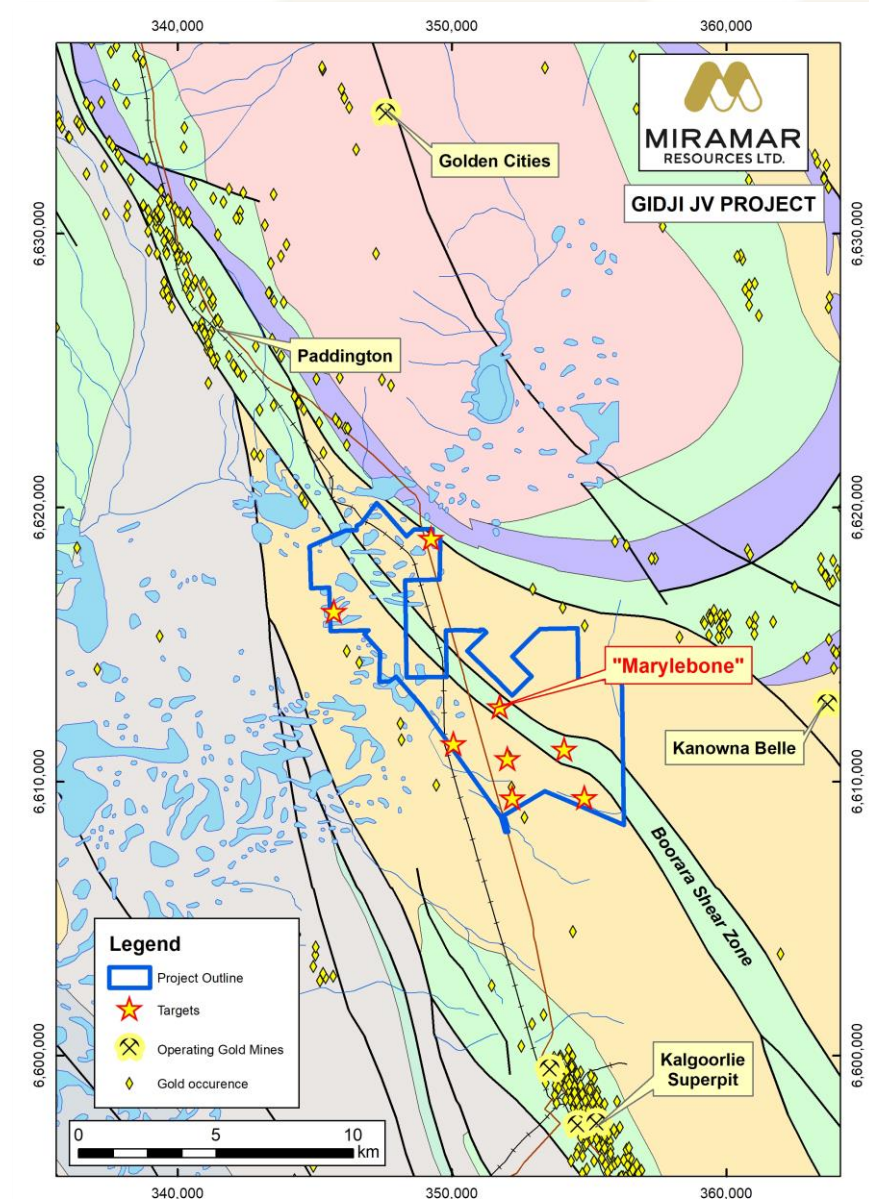 340,000
350,000
360,000
MIRAMAR
RESOURCES LTD.
GIDJI JV PROJECT
Golden Cities
6,630,000
6,630,000
Paddington
6,620,000
6,620,000
"Marylebone"
Kanowna Belle
6,610,000
6,610,000
Boorara Shear Zone
Legend
Project Outline
Targets
Operating Gold Mines
Gold occurence
6,600,000
6,600,000
Kalgoorlie
Superpit
0
5
10
km
340,000
350,000
360,000